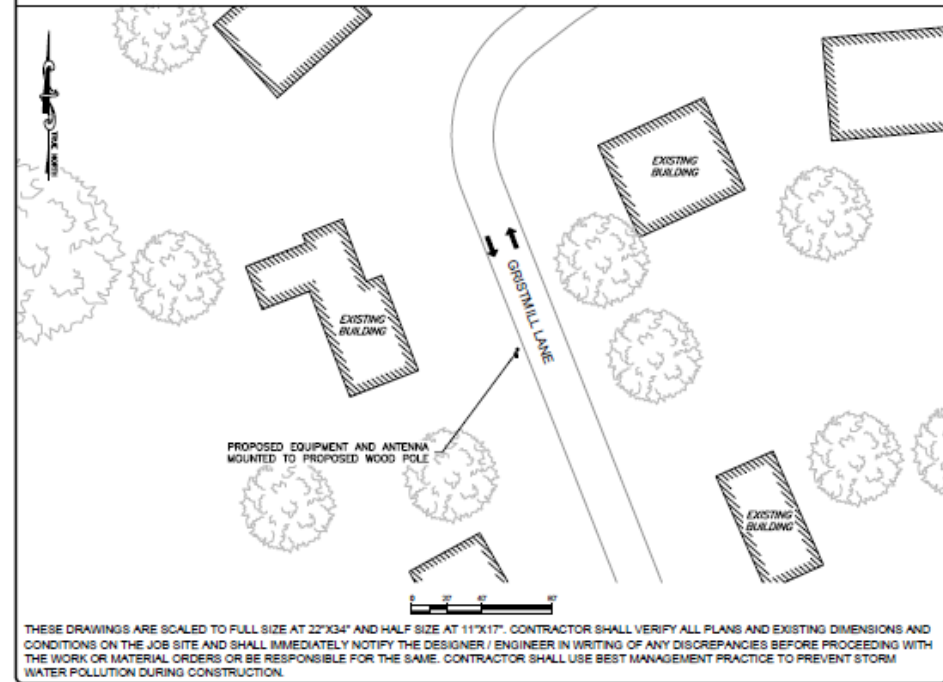 TRUE NORTH
EXISTING
BUILDING
GRISTMILL LANE
EXISTING
BUILDING
PROPOSED EQUIPMENT AND ANTENNA
MOUNTED TO PROPOSED WOOD POLE
EXISTING
BUILDING
0 20' 40' 80'
THESE DRAWINGS ARE SCALED TO FULL SIZE AT 22"X34" AND HALF SIZE AT 11"X17". CONTRACTOR SHALL VERIFY ALL PLANS AND EXISTING DIMENSIONS AND
CONDITIONS ON THE JOB SITE AND SHALL IMMEDIATELY NOTIFY THE DESIGNER / ENGINEER IN WRITING OF ANY DISCREPANCIES BEFORE PROCEEDING WITH
THE WORK OR MATERIAL ORDERS OR BE RESPONSIBLE FOR THE SAME. CONTRACTOR SHALL USE BEST MANAGEMENT PRACTICE TO PREVENT STORM
WATER POLLUTION DURING CONSTRUCTION.